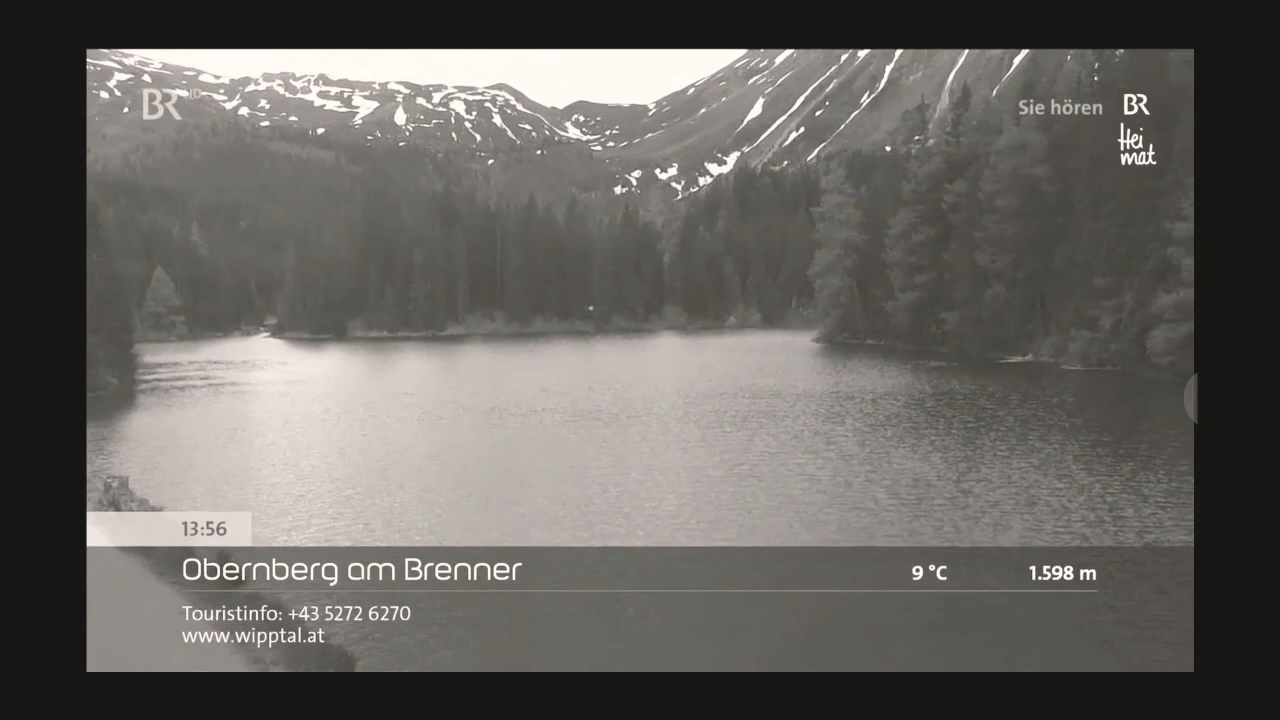 BR HD
Sie hören BR
Hei
mat
13:56
Obernberg am Brenner 9 °C 1.598 m
Touristinfo: +43 5272 6270
www.wipptal.at